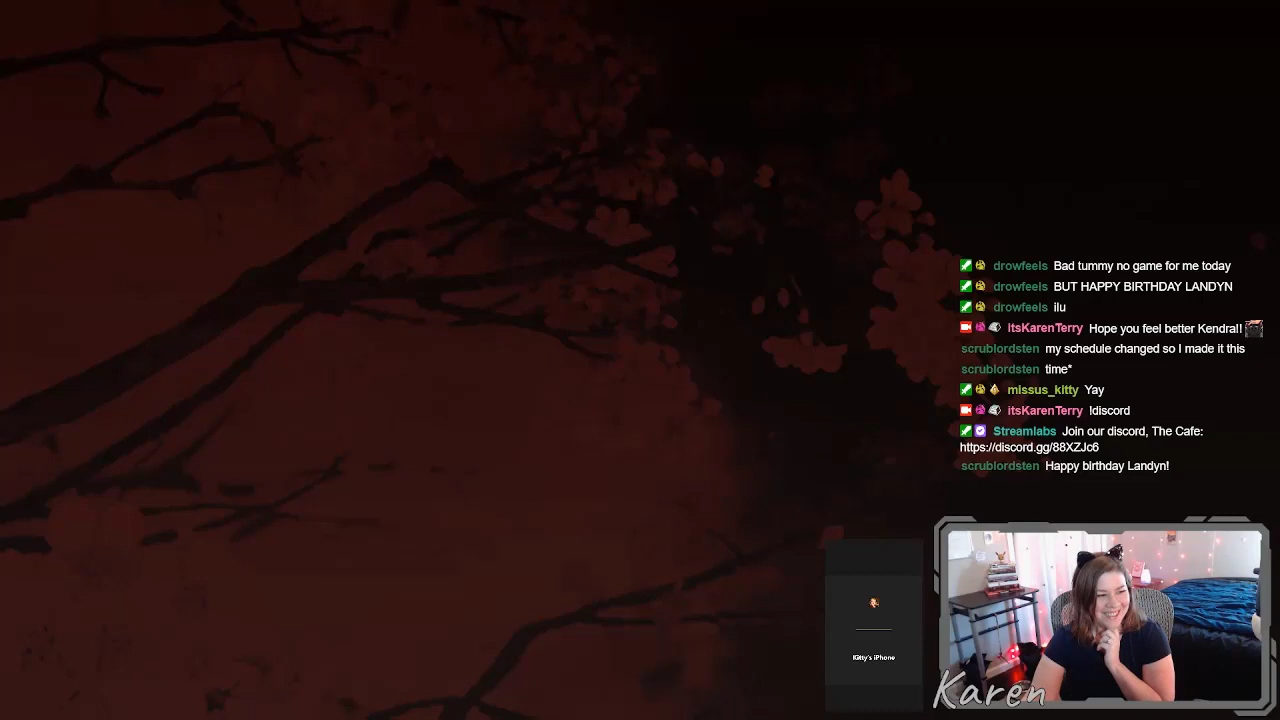 drowfeels Bad tummy no game for me today
drowfeels BUT HAPPY BIRTHDAY LANDYN
drowfeels ilu
itsKarenTerry Hope you feel better Kendra!!
scrublordsten my schedule changed so I made it this
scrublordsten time*
missus_kitty Yay
itsKarenTerry !discord
Streamlabs Join our discord, The Cafe:
https://discord.gg/88XZJc6
scrublordsten Happy birthday Landyn!
Kitty's iPhone
Karen